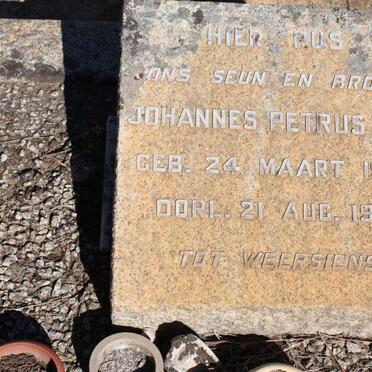 HIER RUS
ONS SEUN EN BRO
JOHANNES PETRUS
GEB. 24 MAART 1
OORL. 21 AUG. 19
TOT WEERSIENS